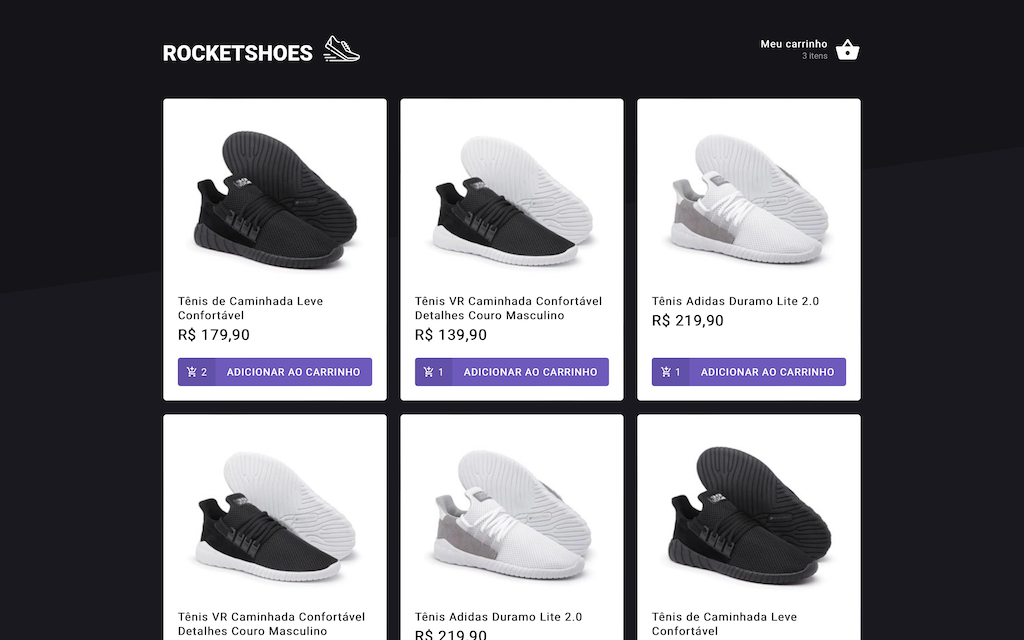 ROCKETSHOES
Meu carrinho
3 itens
Tênis de Caminhada Leve
Confortável
R$ 179,90
2 ADICIONAR AO CARRINHO
Tênis VR Caminhada Confortável
Detalhes Couro Masculino
R$ 139,90
1 ADICIONAR AO CARRINHO
Tênis Adidas Duramo Lite 2.0
R$ 219,90
1 ADICIONAR AO CARRINHO
Tênis VR Caminhada Confortável
Detalhes Couro Masculino
Tênis Adidas Duramo Lite 2.0
R$ 219,90
Tênis de Caminhada Leve
Confortável